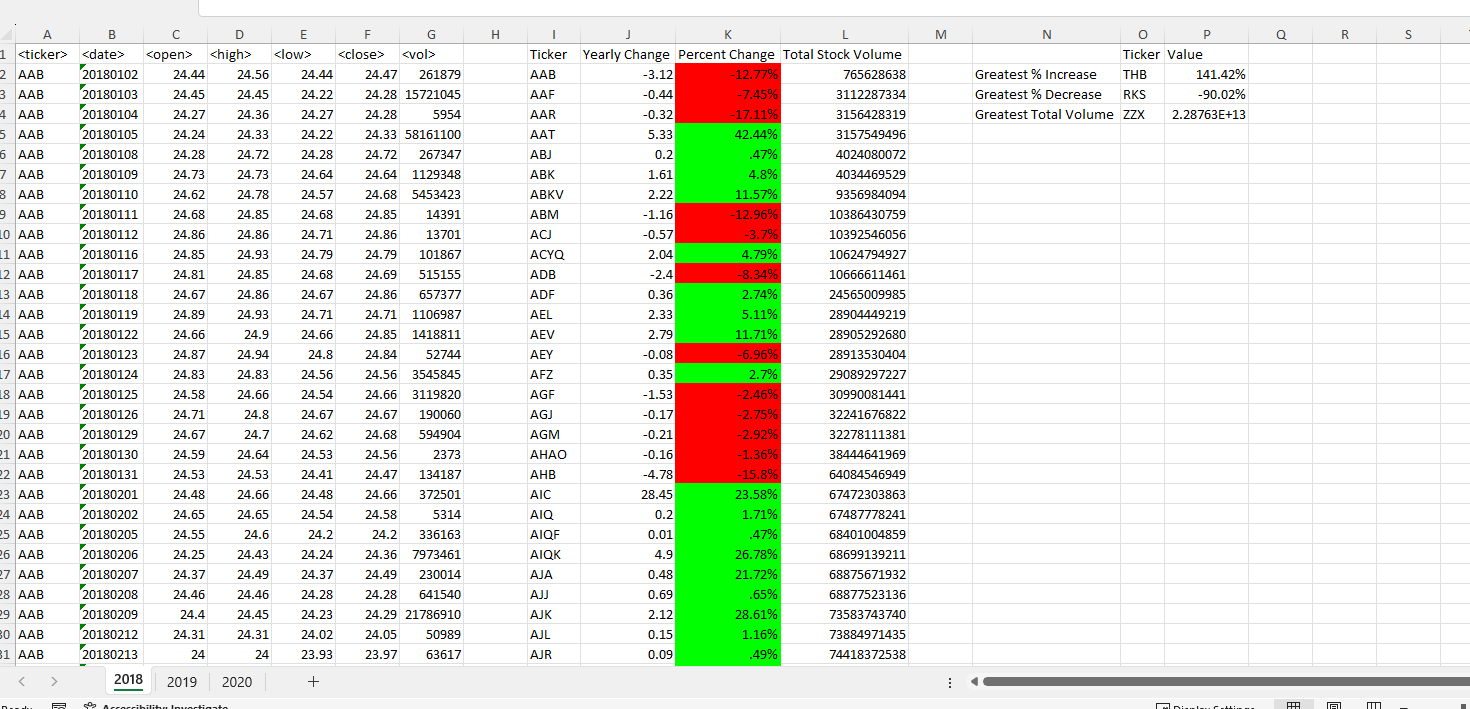 A B C D E F G H I J K L M N O P Q R S
1 <ticker> <date> <open> <high> <low> <close> <vol> Ticker Yearly Change Percent Change Total Stock Volume Ticker Value
2 AAB 20180102 24.44 24.56 24.44 24.47 261879 AAB -3.12 -12.77% 765628638 Greatest % Increase THB 141.42%
3 AAB 20180103 24.45 24.45 24.22 24.28 15721045 AAF -0.44 -7.45% 3112287334 Greatest % Decrease RKS -90.02%
4 AAB 20180104 24.27 24.36 24.27 24.28 5954 AAR -0.32 -17.11% 3156428319 Greatest Total Volume ZZX 2.28763E+13
5 AAB 20180105 24.24 24.33 24.22 24.33 58161100 AAT 5.33 42.44% 3157549496
6 AAB 20180108 24.28 24.72 24.28 24.72 267347 ABJ 0.2 .47% 4024080072
7 AAB 20180109 24.73 24.73 24.64 24.64 1129348 ABK 1.61 4.8% 4034469529
8 AAB 20180110 24.62 24.78 24.57 24.68 5453423 ABKV 2.22 11.57% 9356984094
9 AAB 20180111 24.68 24.85 24.68 24.85 14391 ABM -1.16 -12.96% 10386430759
10 AAB 20180112 24.86 24.86 24.71 24.86 13701 ACJ -0.57 -3.7% 10392546056
11 AAB 20180116 24.85 24.93 24.79 24.79 101867 ACYQ 2.04 4.79% 10624794927
12 AAB 20180117 24.81 24.85 24.68 24.69 515155 ADB -2.4 -8.34% 10666611461
13 AAB 20180118 24.67 24.86 24.67 24.86 657377 ADF 0.36 2.74% 24565009985
14 AAB 20180119 24.89 24.93 24.71 24.71 1106987 AEL 2.33 5.11% 28904449219
15 AAB 20180122 24.66 24.9 24.66 24.85 1418811 AEV 2.79 11.71% 28905292680
16 AAB 20180123 24.87 24.94 24.8 24.84 52744 AEY -0.08 -6.96% 28913530404
17 AAB 20180124 24.83 24.83 24.56 24.56 3545845 AFZ 0.35 2.7% 29089297227
18 AAB 20180125 24.58 24.66 24.54 24.66 3119820 AGF -1.53 -2.46% 30990081441
19 AAB 20180126 24.71 24.8 24.67 24.67 190060 AGJ -0.17 -2.75% 32241676822
20 AAB 20180129 24.67 24.7 24.62 24.68 594904 AGM -0.21 -2.92% 32278111381
21 AAB 20180130 24.59 24.64 24.53 24.56 2373 AHAO -0.16 -1.36% 38444641969
22 AAB 20180131 24.53 24.53 24.41 24.47 134187 AHB -4.78 -15.8% 64084546949
23 AAB 20180201 24.48 24.66 24.48 24.66 372501 AIC 28.45 23.58% 67472303863
24 AAB 20180202 24.65 24.65 24.54 24.58 5314 AIQ 0.2 1.71% 67487778241
25 AAB 20180205 24.55 24.6 24.2 24.2 336163 AIQF 0.01 .47% 68401004859
26 AAB 20180206 24.25 24.43 24.24 24.36 7973461 AIQK 4.9 26.78% 68699139211
27 AAB 20180207 24.37 24.49 24.37 24.49 230014 AJA 0.48 21.72% 68875671932
28 AAB 20180208 24.46 24.46 24.28 24.28 641540 AJJ 0.69 .65% 68877523136
29 AAB 20180209 24.4 24.45 24.23 24.29 21786910 AJK 2.12 28.61% 73583743740
30 AAB 20180212 24.31 24.31 24.02 24.05 50989 AJL 0.15 1.16% 73884971435
31 AAB 20180213 24 24 23.93 23.97 63617 AJR 0.09 .49% 74418372538
2018 2019 2020
Ready Accessibility: Investigate Display Settings